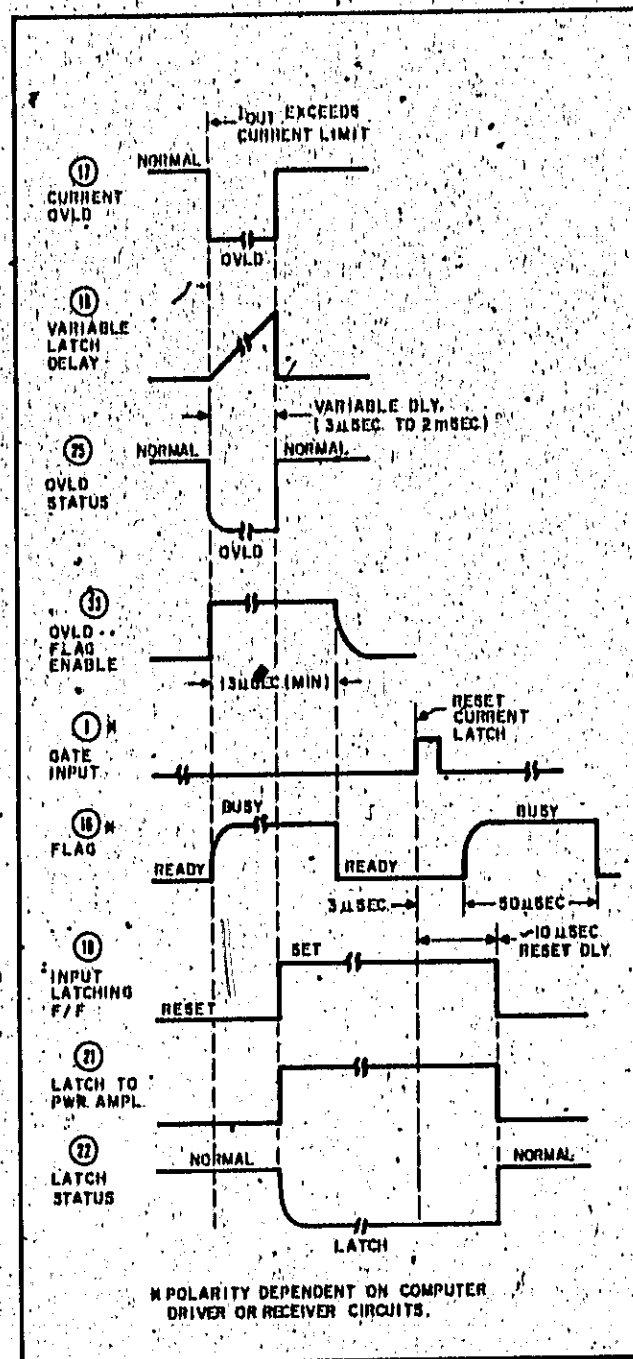 IOUT EXCEEDS
CURRENT LIMIT
NORMAL
17
CURRENT
OVLD
OVLD
18
VARIABLE
LATCH
DELAY
VARIABLE DLY.
(3 µSEC. TO 2 mSEC)
25
NORMAL
NORMAL
OVLD
STATUS
OVLD
33
OVLD
FLAG
ENABLE
13 µSEC (MIN)
RESET
CURRENT
LATCH
1 *
GATE
INPUT
16 *
BUSY
BUSY
FLAG
READY
READY
3 µSEC
50 µSEC
~10 µSEC
RESET DLY
SET
INPUT
LATCHING
F/F
RESET
21
LATCH TO
PWR. AMPL.
22
NORMAL
NORMAL
LATCH
STATUS
LATCH
* POLARITY DEPENDENT ON COMPUTER
DRIVER OR RECEIVER CIRCUITS.